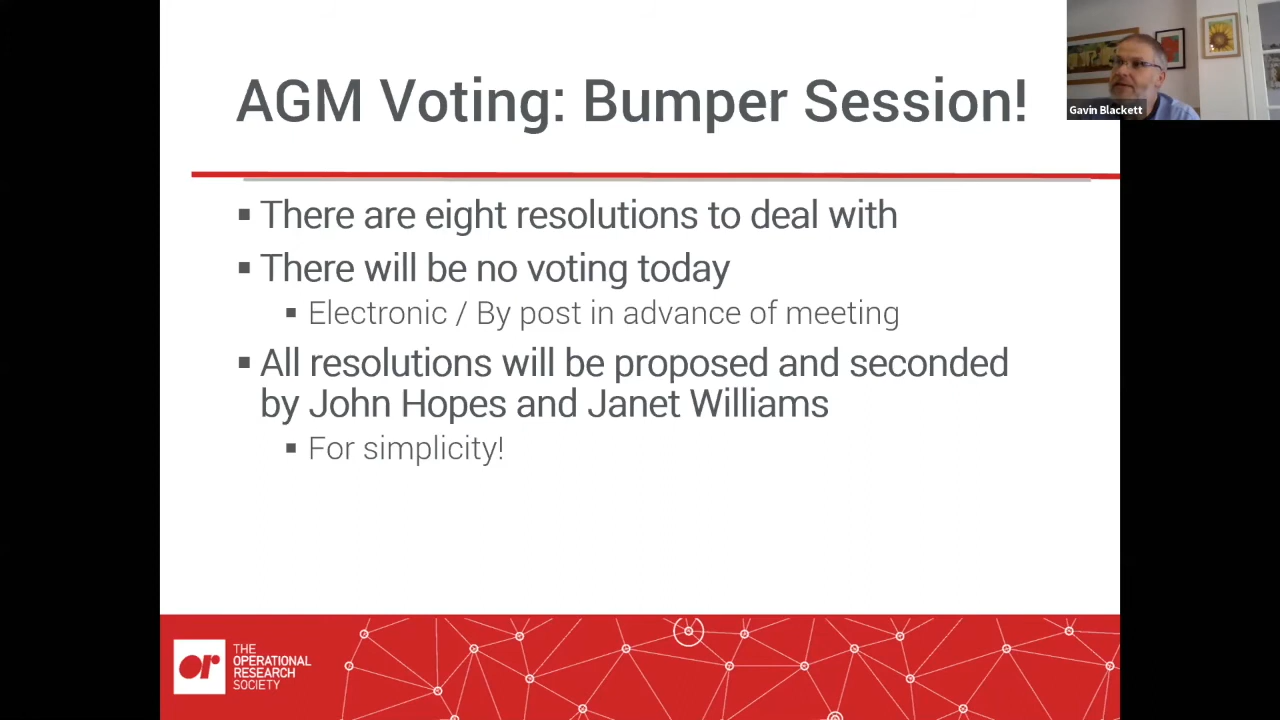 AGM Voting: Bumper Session!
Gavin Blackett
There are eight resolutions to deal with
There will be no voting today
Electronic / By post in advance of meeting
All resolutions will be proposed and seconded
by John Hopes and Janet Williams
For simplicity!
or
THE
OPERATIONAL
RESEARCH
SOCIETY